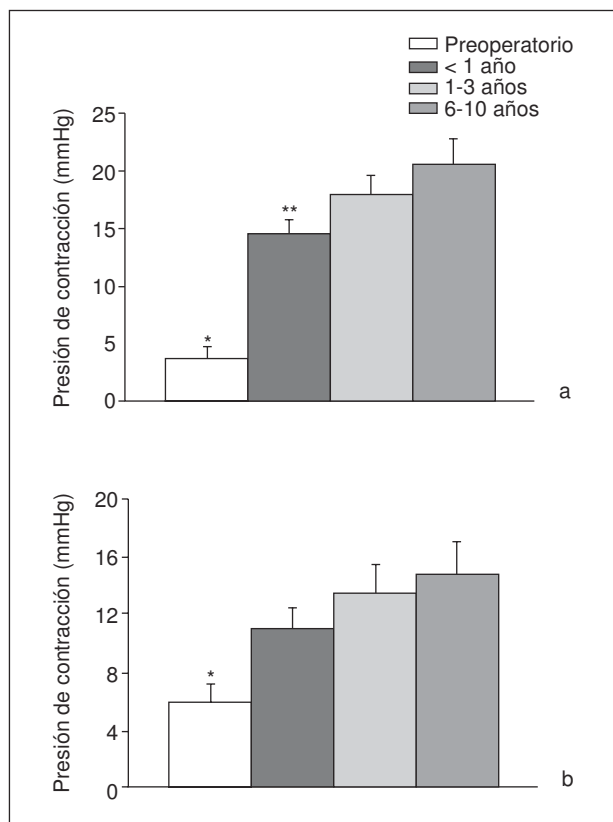 Preoperatorio
< 1 año
1-3 años
6-10 años
Presión de contracción (mmHg)
25
20
15
10
5
0
*
**
a
Presión de contracción (mmHg)
20
16
12
8
4
0
*
b